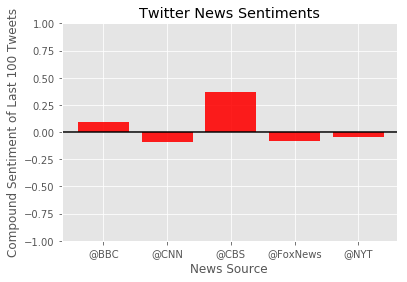 Twitter News Sentiments
Compound Sentiment of Last 100 Tweets
1.00
0.75
0.50
0.25
0.00
−0.25
−0.50
−0.75
−1.00
@BBC @CNN @CBS @FoxNews @NYT
News Source